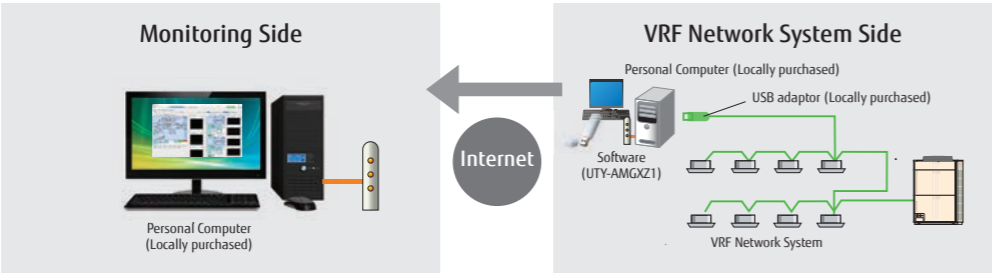 Monitoring Side
Personal Computer
(Locally purchased)
Internet
VRF Network System Side
Personal Computer (Locally purchased)
USB adaptor (Locally purchased)
Software
(UTY-AMGXZ1)
VRF Network System